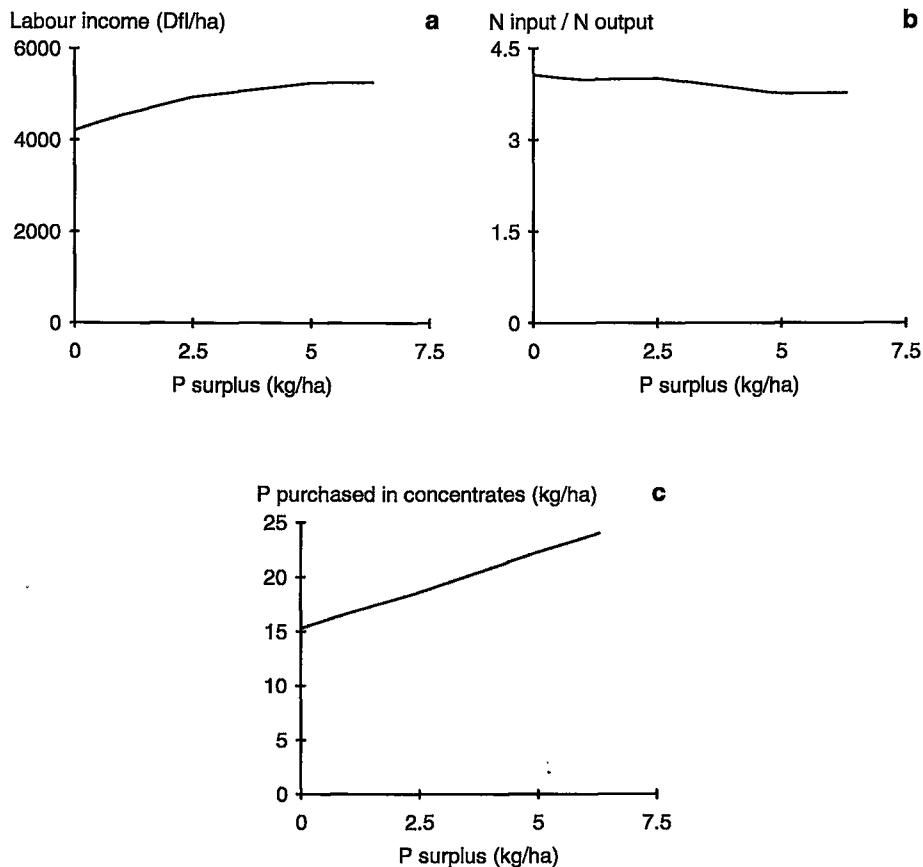 Labour income (Dfl/ha) a
6000
4000
2000
0
0 2.5 5 7.5
P surplus (kg/ha)
N input / N output b
4.5
3
1.5
0
0 2.5 5 7.5
P surplus (kg/ha)
P purchased in concentrates (kg/ha) c
25
20
15
10
5
0
0 2.5 5 7.5
P surplus (kg/ha)